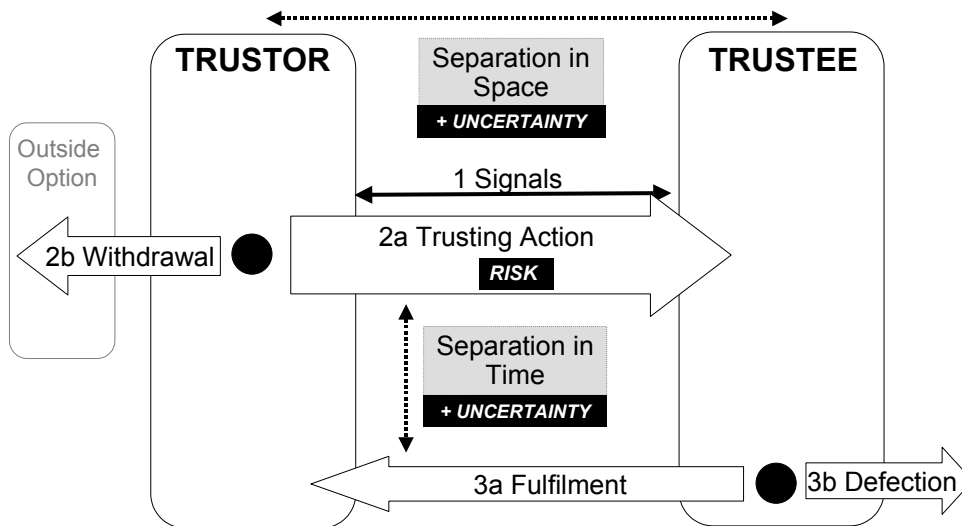 TRUSTOR
TRUSTEE
Separation in
Space
+ UNCERTAINTY
Outside
Option
1 Signals
2a Trusting Action
2b Withdrawal
RISK
Separation in
Time
+ UNCERTAINTY
3a Fulfilment
3b Defection